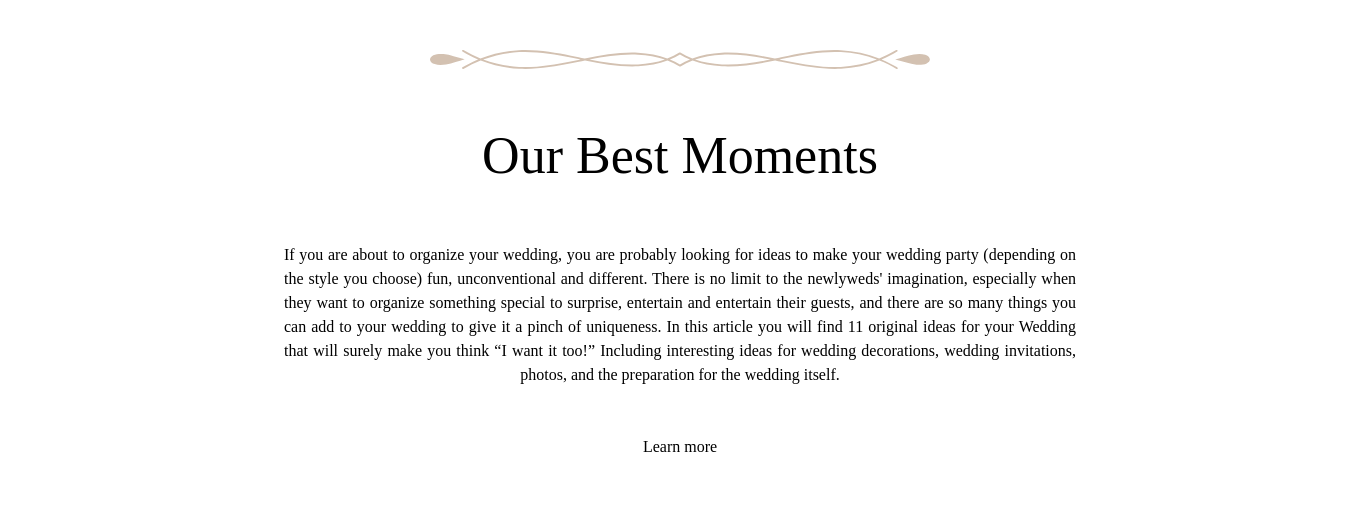 Our Best Moments
If you are about to organize your wedding, you are probably looking for ideas to make your wedding party (depending on
the style you choose) fun, unconventional and different. There is no limit to the newlyweds' imagination, especially when
they want to organize something special to surprise, entertain and entertain their guests, and there are so many things you
can add to your wedding to give it a pinch of uniqueness. In this article you will find 11 original ideas for your Wedding
that will surely make you think “I want it too!” Including interesting ideas for wedding decorations, wedding invitations,
photos, and the preparation for the wedding itself.
Learn more